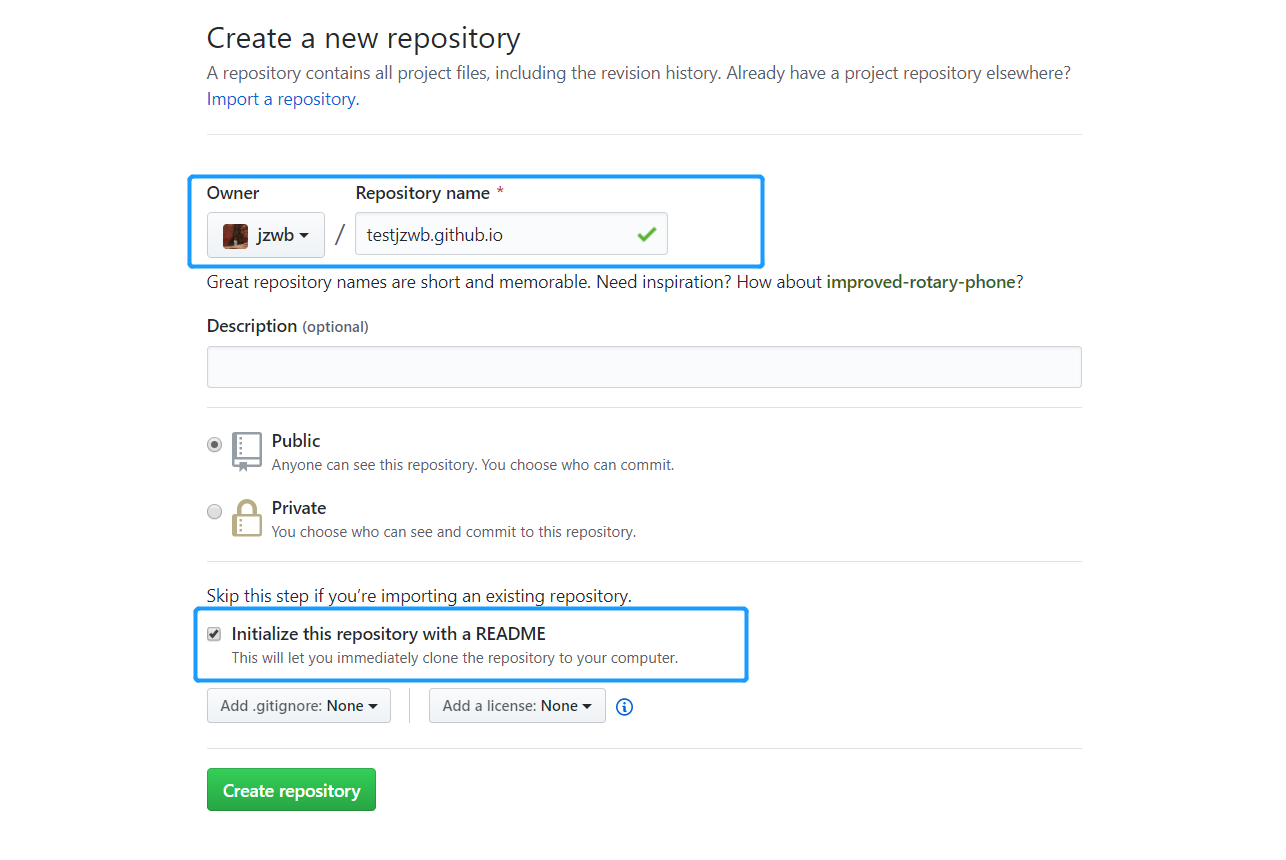 Create a new repository
A repository contains all project files, including the revision history. Already have a project repository elsewhere?
Import a repository.
Owner
Repository name *
jzwb
/
testjzwb.github.io
Great repository names are short and memorable. Need inspiration? How about improved-rotary-phone?
Description (optional)
Public
Anyone can see this repository. You choose who can commit.
Private
You choose who can see and commit to this repository.
Skip this step if you’re importing an existing repository.
Initialize this repository with a README
This will let you immediately clone the repository to your computer.
Add .gitignore: None
Add a license: None
Create repository